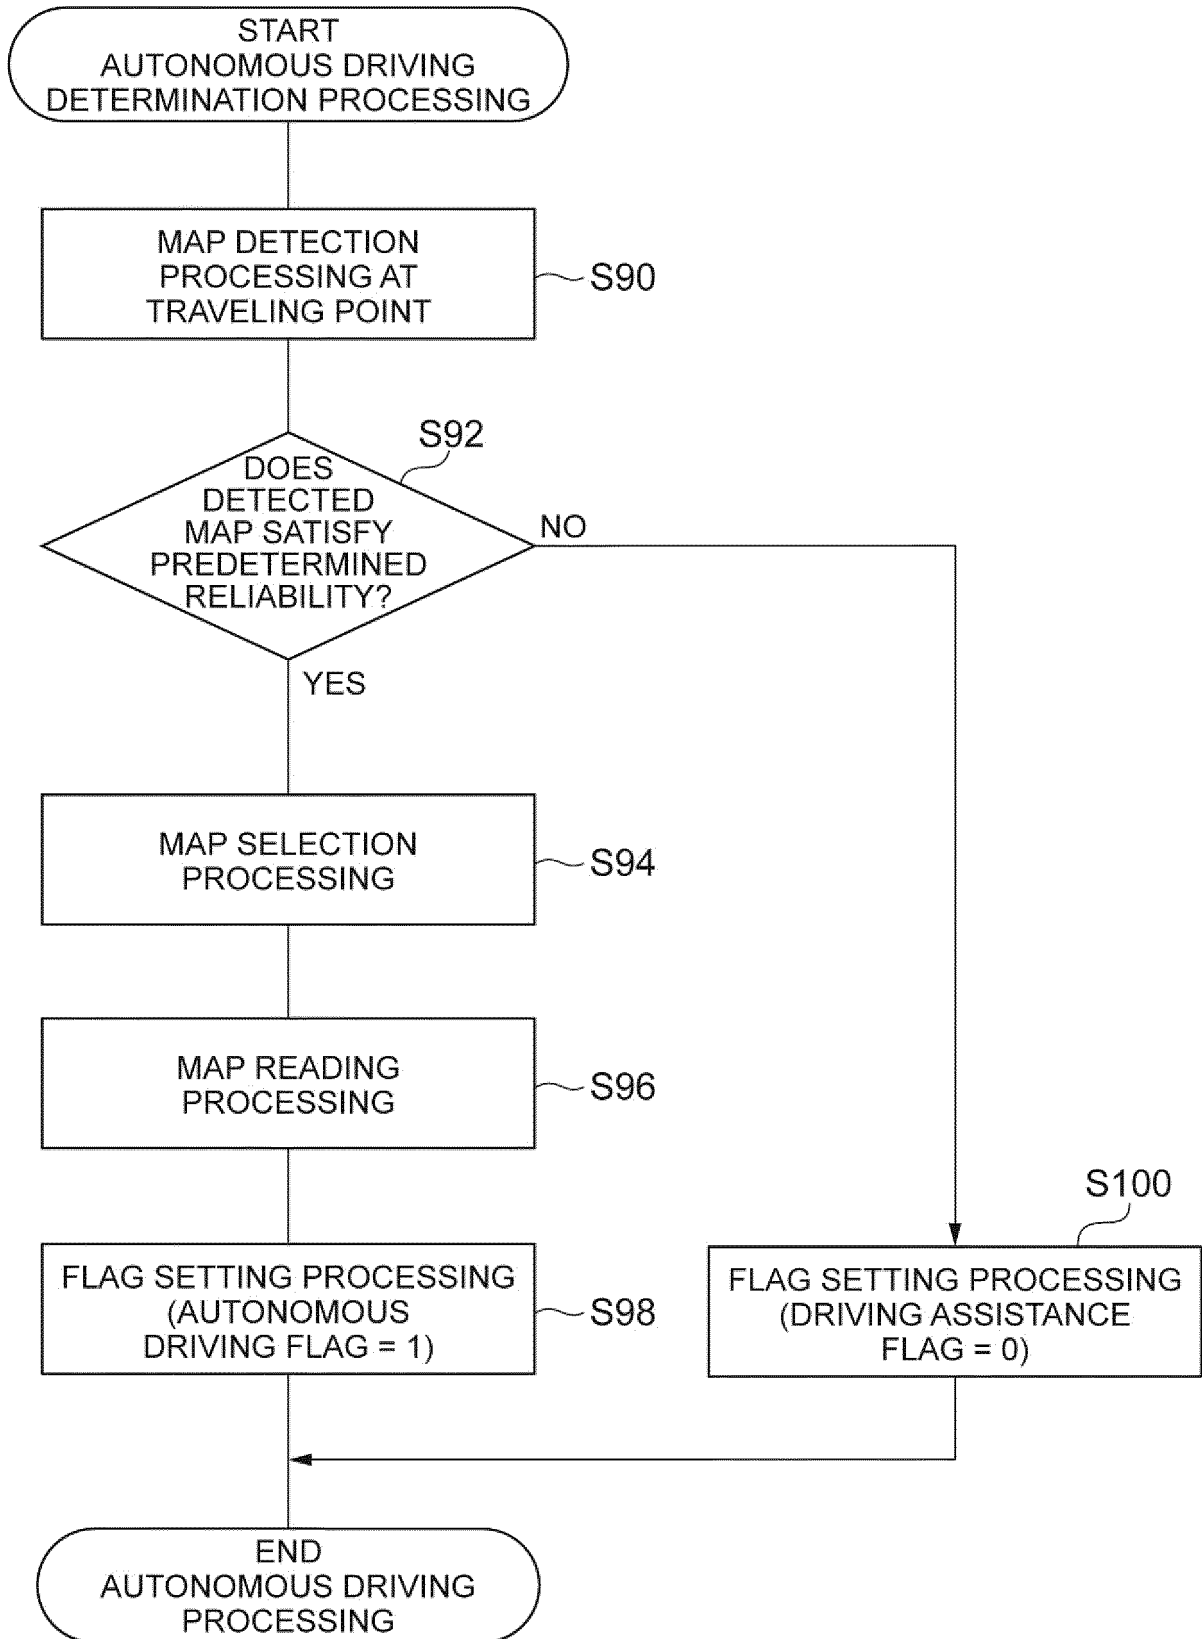 START
AUTONOMOUS DRIVING
DETERMINATION PROCESSING
MAP DETECTION
PROCESSING AT
TRAVELING POINT
S90
S92
DOES
DETECTED
MAP SATISFY
PREDETERMINED
RELIABILITY?
NO
YES
MAP SELECTION
PROCESSING
S94
MAP READING
PROCESSING
S96
FLAG SETTING PROCESSING
(AUTONOMOUS
DRIVING FLAG = 1)
S98
S100
FLAG SETTING PROCESSING
(DRIVING ASSISTANCE
FLAG = 0)
END
AUTONOMOUS DRIVING
PROCESSING